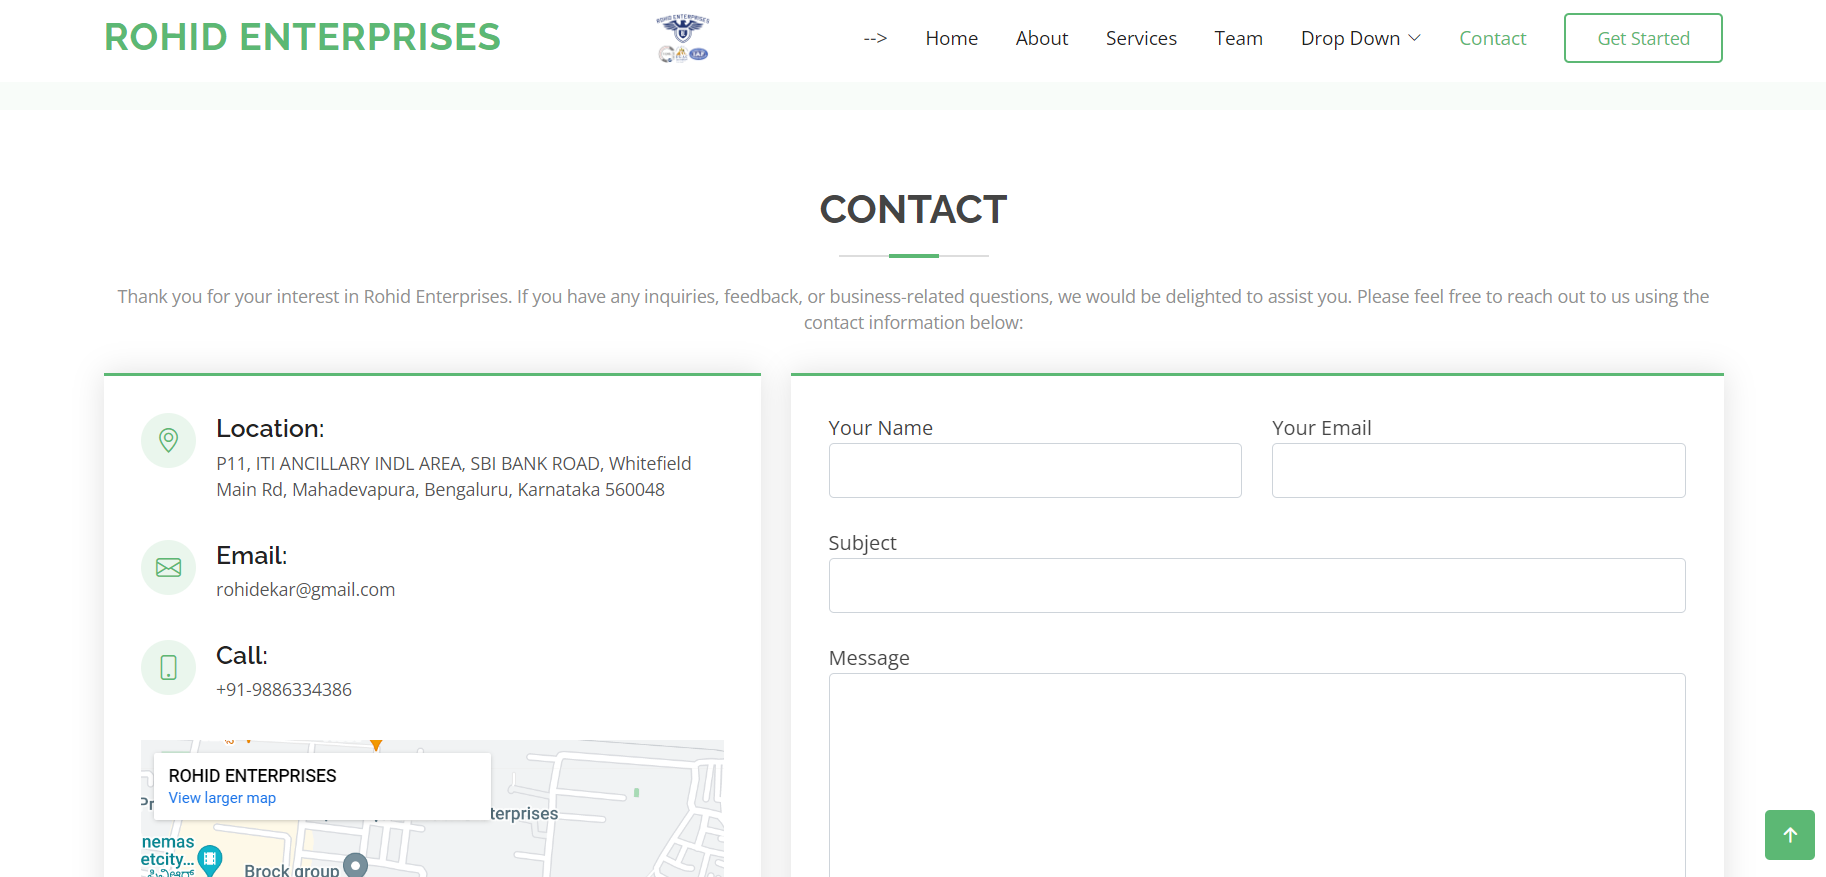 ROHID ENTERPRISES
ROHID ENTERPRISES
IAF
-->
Home
About
Services
Team
Drop Down
Contact
Get Started
CONTACT
Thank you for your interest in Rohid Enterprises. If you have any inquiries, feedback, or business-related questions, we would be delighted to assist you. Please feel free to reach out to us using the
contact information below:
Location:
P11, ITI ANCILLARY INDL AREA, SBI BANK ROAD, Whitefield
Main Rd, Mahadevapura, Bengaluru, Karnataka 560048
Email:
rohidekar@gmail.com
Call:
+91-9886334386
ROHID ENTERPRISES
View larger map
Pr
terprises
nemas
etcity...
Brock group
Your Name
Your Email
Subject
Message